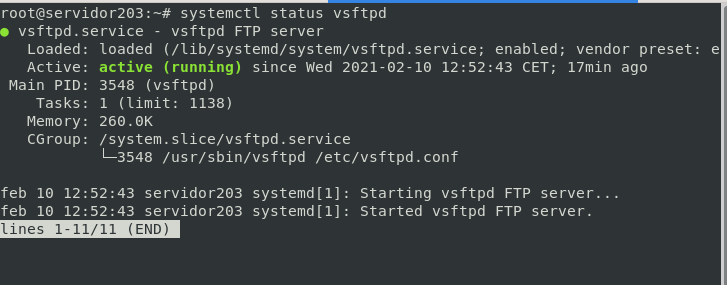 root@servidor203:~# systemctl status vsftpd
● vsftpd.service - vsftpd FTP server
   Loaded: loaded (/lib/systemd/system/vsftpd.service; enabled; vendor preset: e
   Active: active (running) since Wed 2021-02-10 12:52:43 CET; 17min ago
 Main PID: 3548 (vsftpd)
    Tasks: 1 (limit: 1138)
   Memory: 260.0K
   CGroup: /system.slice/vsftpd.service
           └─3548 /usr/sbin/vsftpd /etc/vsftpd.conf

feb 10 12:52:43 servidor203 systemd[1]: Starting vsftpd FTP server...
feb 10 12:52:43 servidor203 systemd[1]: Started vsftpd FTP server.
lines 1-11/11 (END)